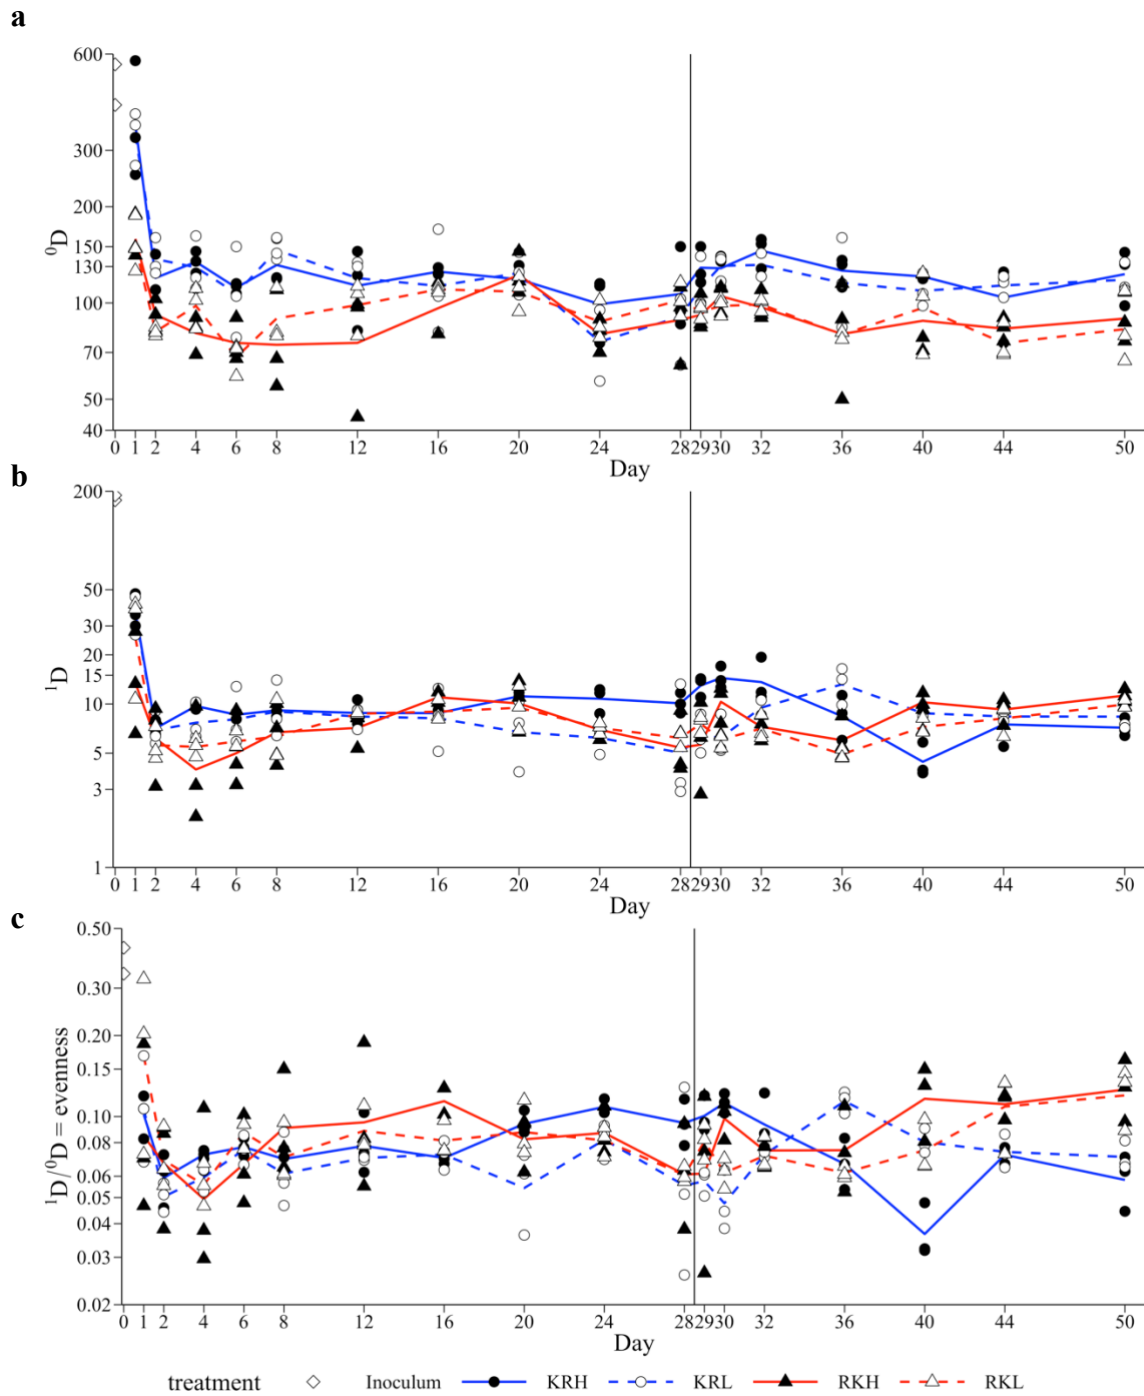 a
600
300
200
150
130
100
70
50
40
⁰D
0 1 2 4 6 8 12 16 20 24 28 29 30 32 36 40 44 50
Day
b
200
50
30
20
15
10
5
3
1
¹D
0 1 2 4 6 8 12 16 20 24 28 29 30 32 36 40 44 50
Day
c
0.50
0.30
0.20
0.15
0.10
0.08
0.06
0.05
0.04
0.03
0.02
¹D/⁰D = evenness
0 1 2 4 6 8 12 16 20 24 28 29 30 32 36 40 44 50
Day
treatment Inoculum KRH KRL RKH RKL